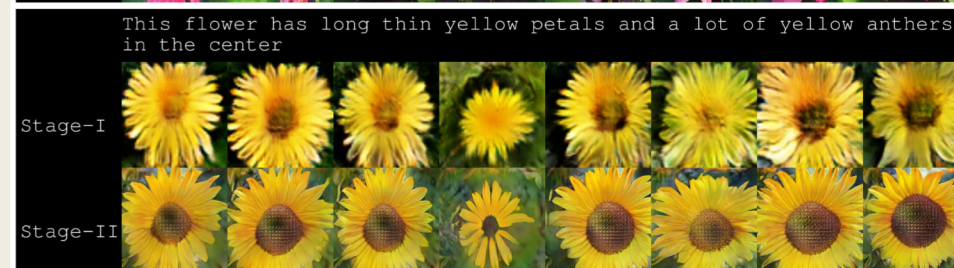 This flower has long thin yellow petals and a lot of yellow anthers
in the center
Stage-I
Stage-II